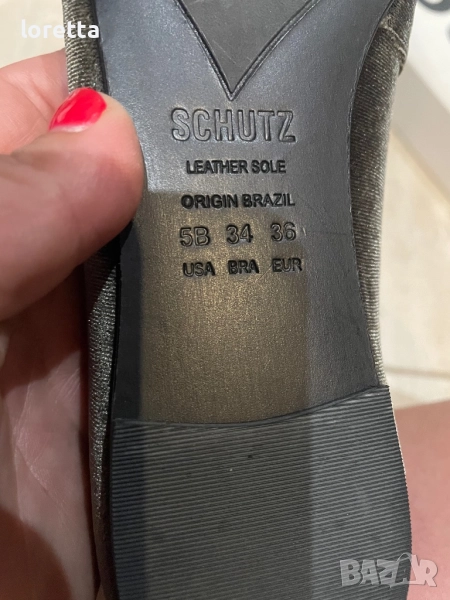 loretta
SCHUTZ
LEATHER SOLE
ORIGIN BRAZIL
5B 34 36
USA BRA EUR
BAZAR